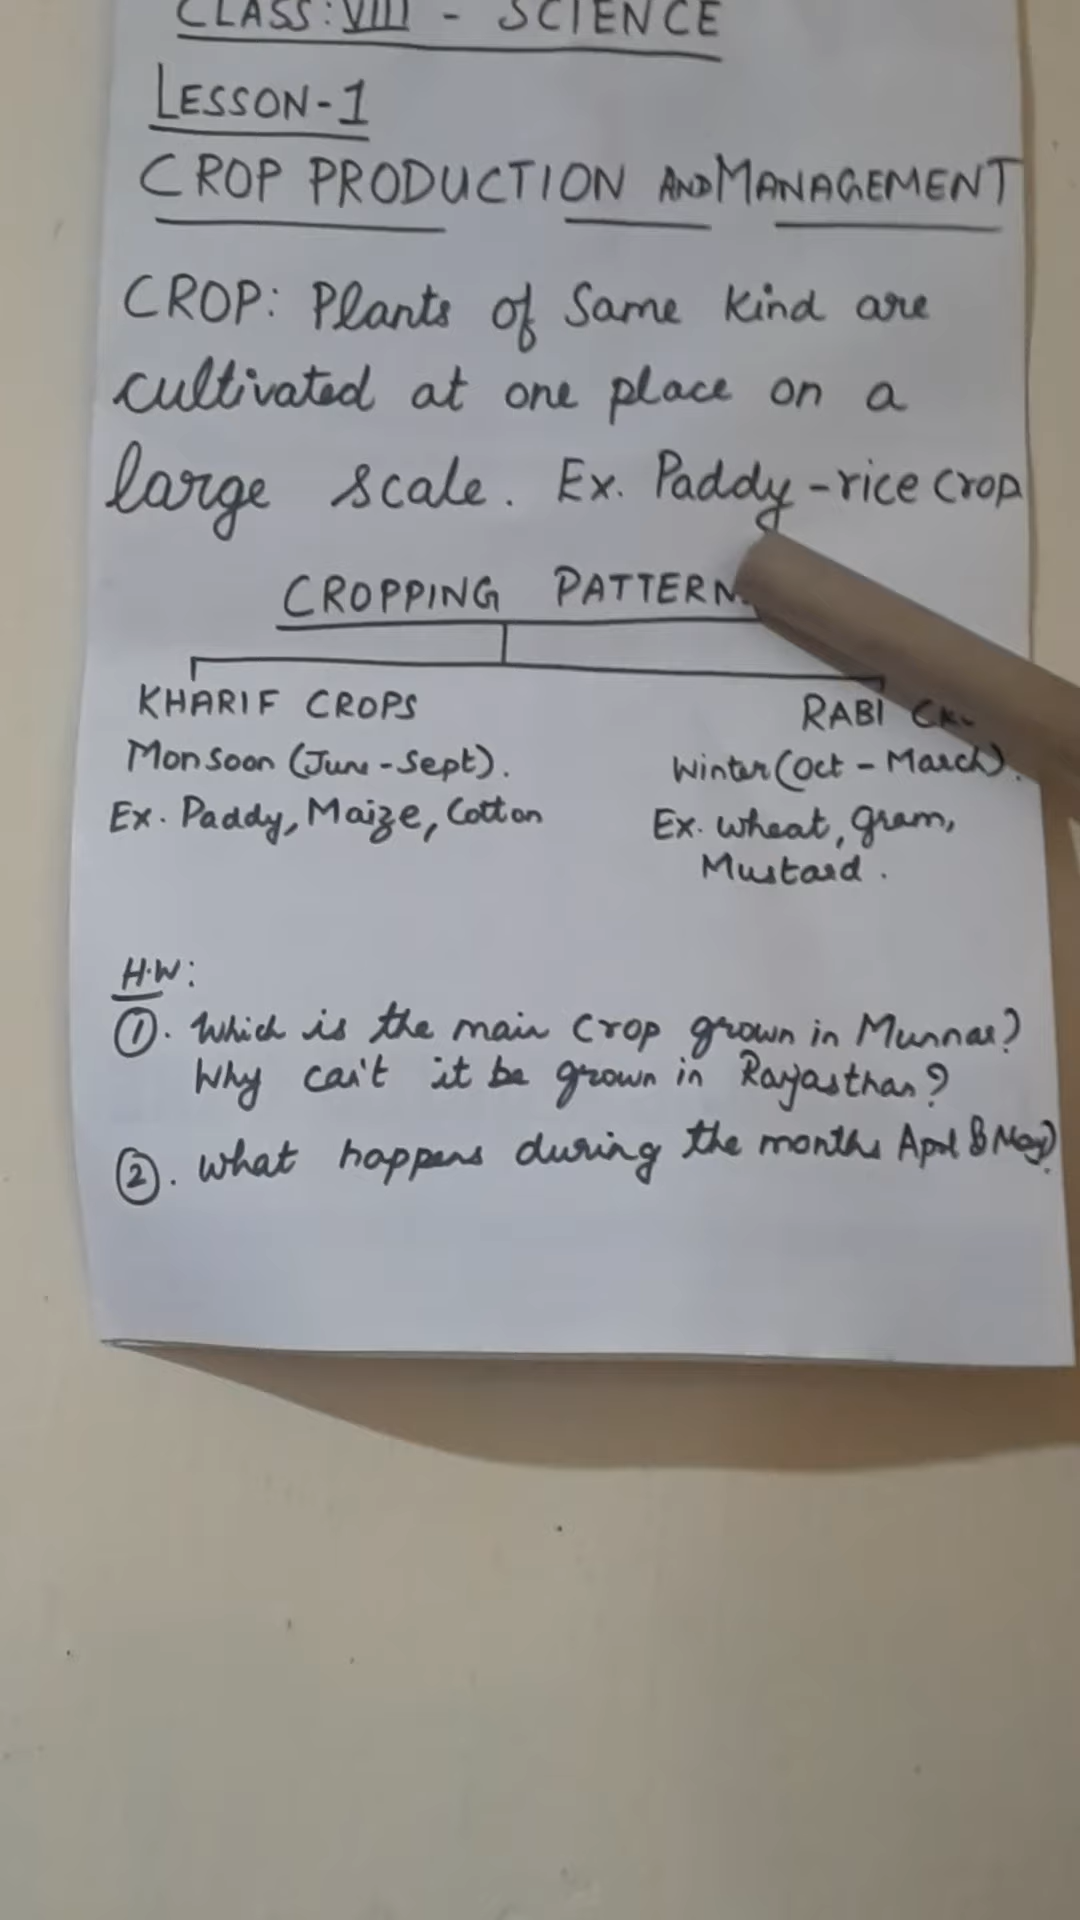 CLASS: VIII - SCIENCE
LESSON-1
CROP PRODUCTION AND MANAGEMENT
CROP: Plants of Same kind are
cultivated at one place on a
large scale. Ex. Paddy -rice crop
CROPPING PATTERN
KHARIF CROPS
Monsoon (June - Sept).
Ex. Paddy, Maize, Cotton
RABI
Winter (Oct - March).
Ex. wheat, gram,
Mustard.
H.W:
①. Which is the main crop grown in Munnar?
Why can't it be grown in Rajasthan?
②. What happens during the months April & May?